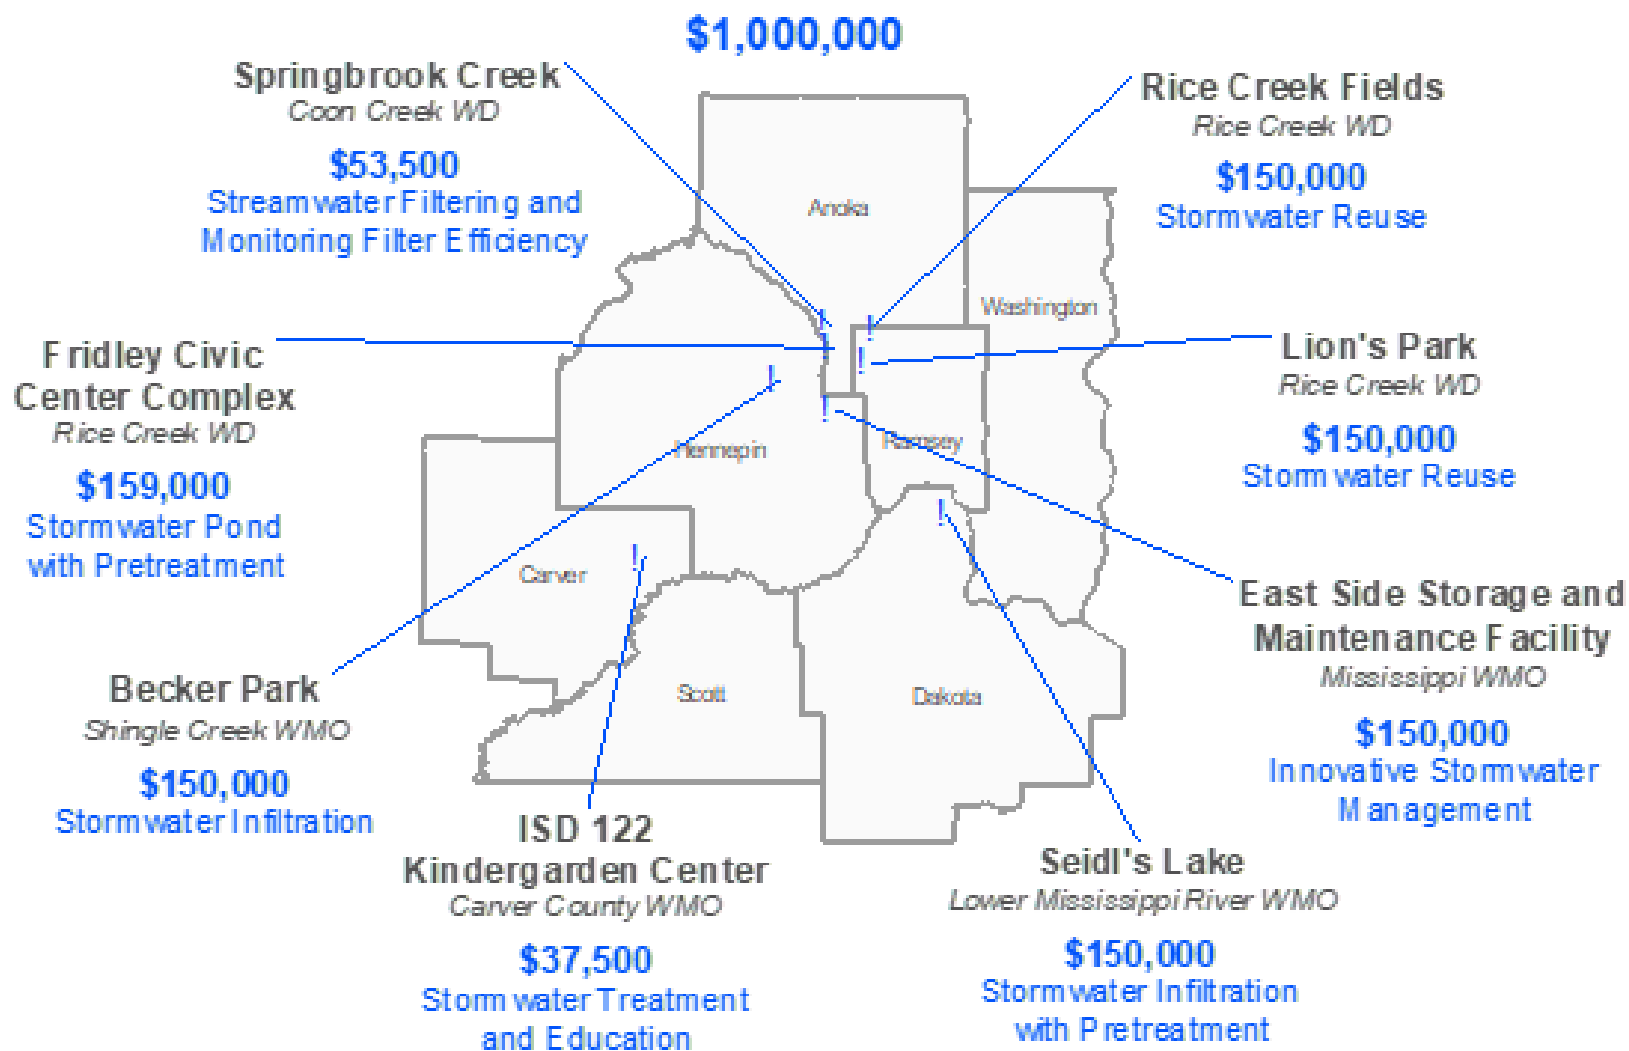 $1,000,000
Springbrook Creek
Coon Creek WD
$53,500
Streamwater Filtering and
Monitoring Filter Efficiency
Rice Creek Fields
Rice Creek WD
$150,000
Stormwater Reuse
Anoka
Washington
Fridley Civic
Center Complex
Rice Creek WD
$159,000
Stormwater Pond
with Pretreatment
Lion's Park
Rice Creek WD
$150,000
Stormwater Reuse
Hennepin
Ramsey
Carver
Scott
Dakota
East Side Storage and
Maintenance Facility
Mississippi WMO
$150,000
Innovative Stormwater
Management
Becker Park
Shingle Creek WMO
$150,000
Stormwater Infiltration
ISD 122
Kindergarden Center
Carver County WMO
$37,500
Stormwater Treatment
and Education
Seidl's Lake
Lower Mississippi River WMO
$150,000
Stormwater Infiltration
with Pretreatment